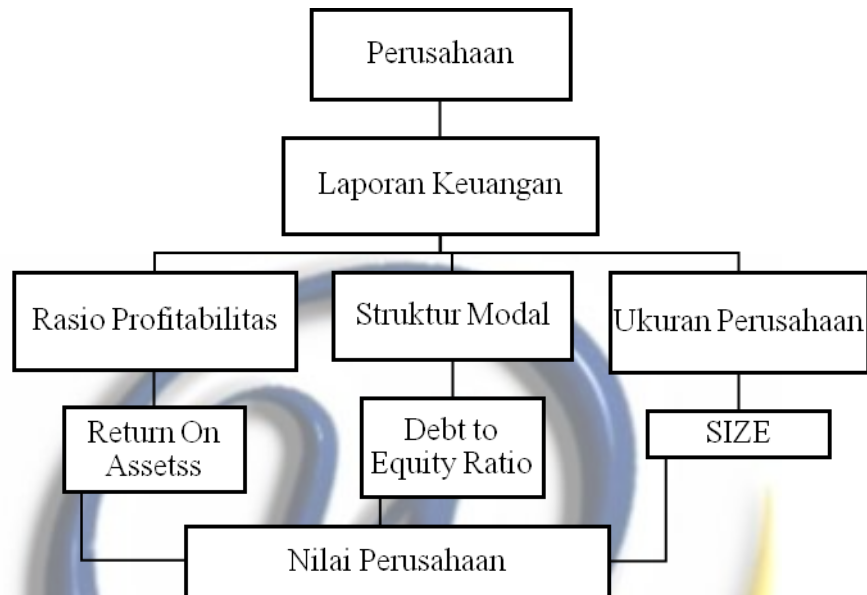 Perusahaan
Laporan Keuangan
Rasio Profitabilitas
Struktur Modal
Ukuran Perusahaan
Return On
Assetss
Debt to
Equity Ratio
SIZE
Nilai Perusahaan